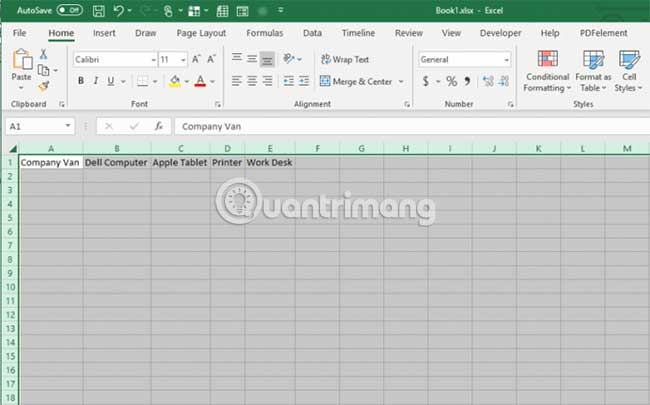 AutoSave Off Book1.xlsx - Excel
File Home Insert Draw Page Layout Formulas Data Timeline Review View Developer Help PDFelement
Paste Calibri 11 A A Wrap Text General Conditional Formatting Format as Table Cell Styles
B I U A Merge & Center $ % , .00
Clipboard Font Alignment Number Styles
A1 fx Company Van
A B C D E F G H I J K L M
1 Company Van Dell Computer Apple Tablet Printer Work Desk
2
3
4
Quantrimang
5
6
7
8
9
10
11
12
13
14
15
16
17
18